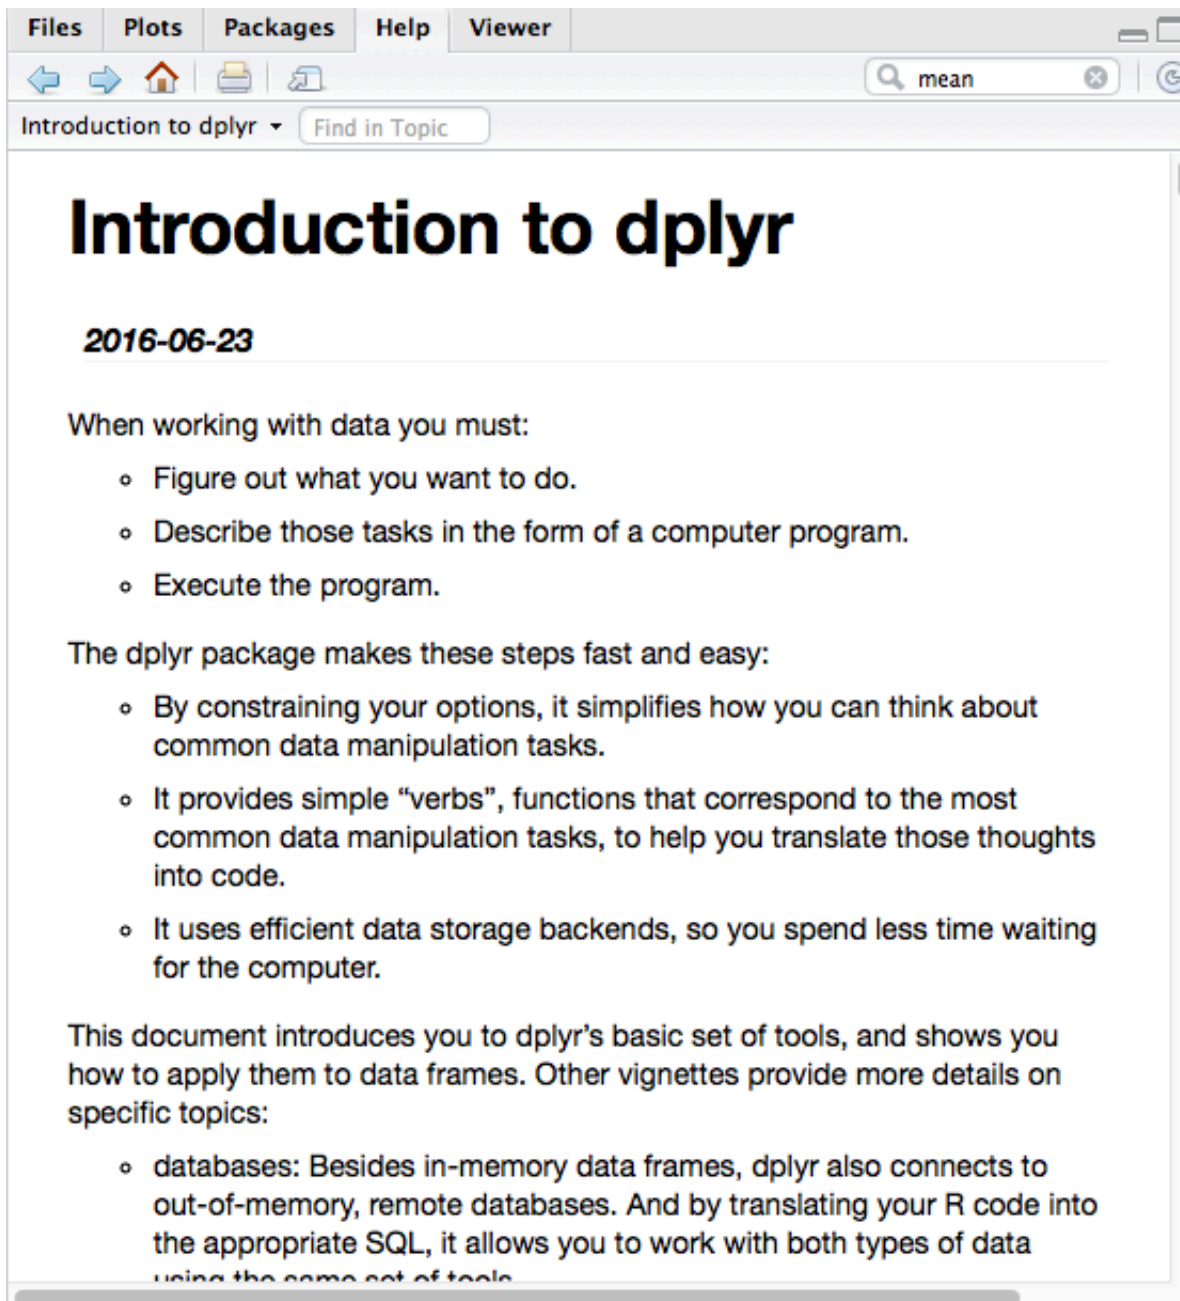 Files Plots Packages Help Viewer
mean
Introduction to dplyr Find in Topic
Introduction to dplyr
2016-06-23
When working with data you must:
Figure out what you want to do.
Describe those tasks in the form of a computer program.
Execute the program.
The dplyr package makes these steps fast and easy:
By constraining your options, it simplifies how you can think about
common data manipulation tasks.
It provides simple “verbs”, functions that correspond to the most
common data manipulation tasks, to help you translate those thoughts
into code.
It uses efficient data storage backends, so you spend less time waiting
for the computer.
This document introduces you to dplyr’s basic set of tools, and shows you
how to apply them to data frames. Other vignettes provide more details on
specific topics:
databases: Besides in-memory data frames, dplyr also connects to
out-of-memory, remote databases. And by translating your R code into
the appropriate SQL, it allows you to work with both types of data
using the same set of tools